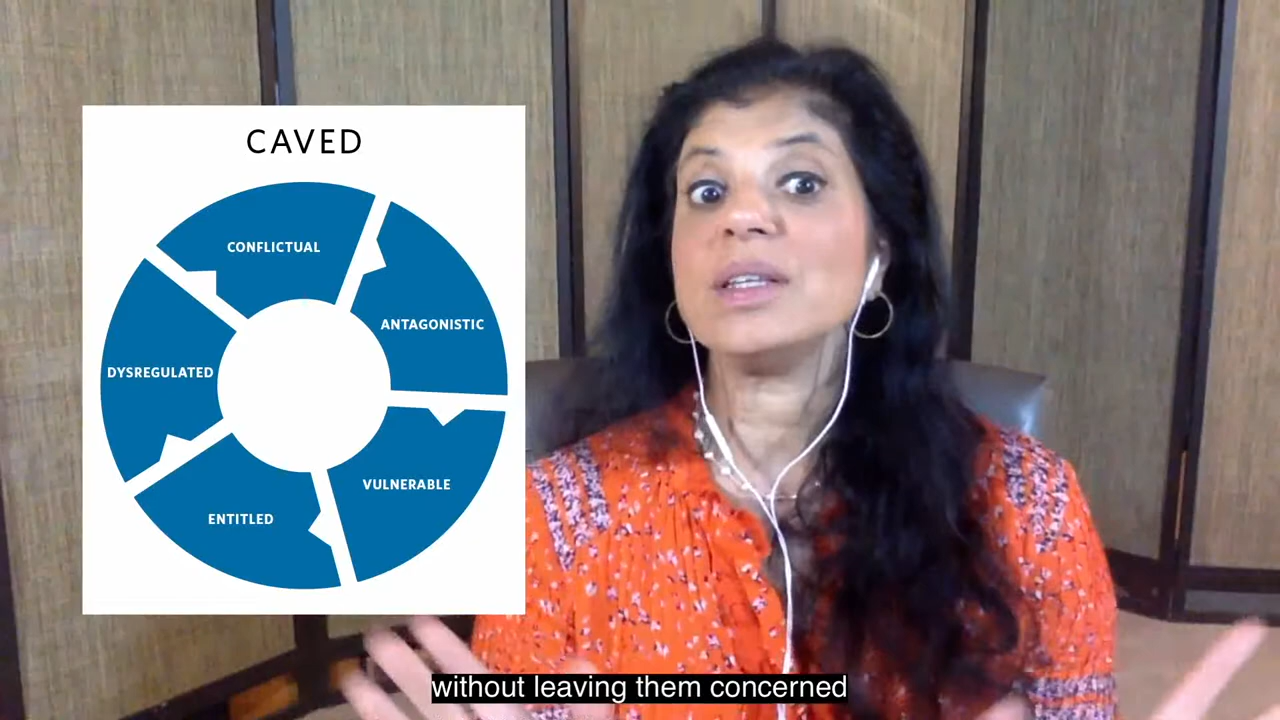 CAVED
CONFLICTUAL
ANTAGONISTIC
DYSREGULATED
VULNERABLE
ENTITLED
without leaving them concerned